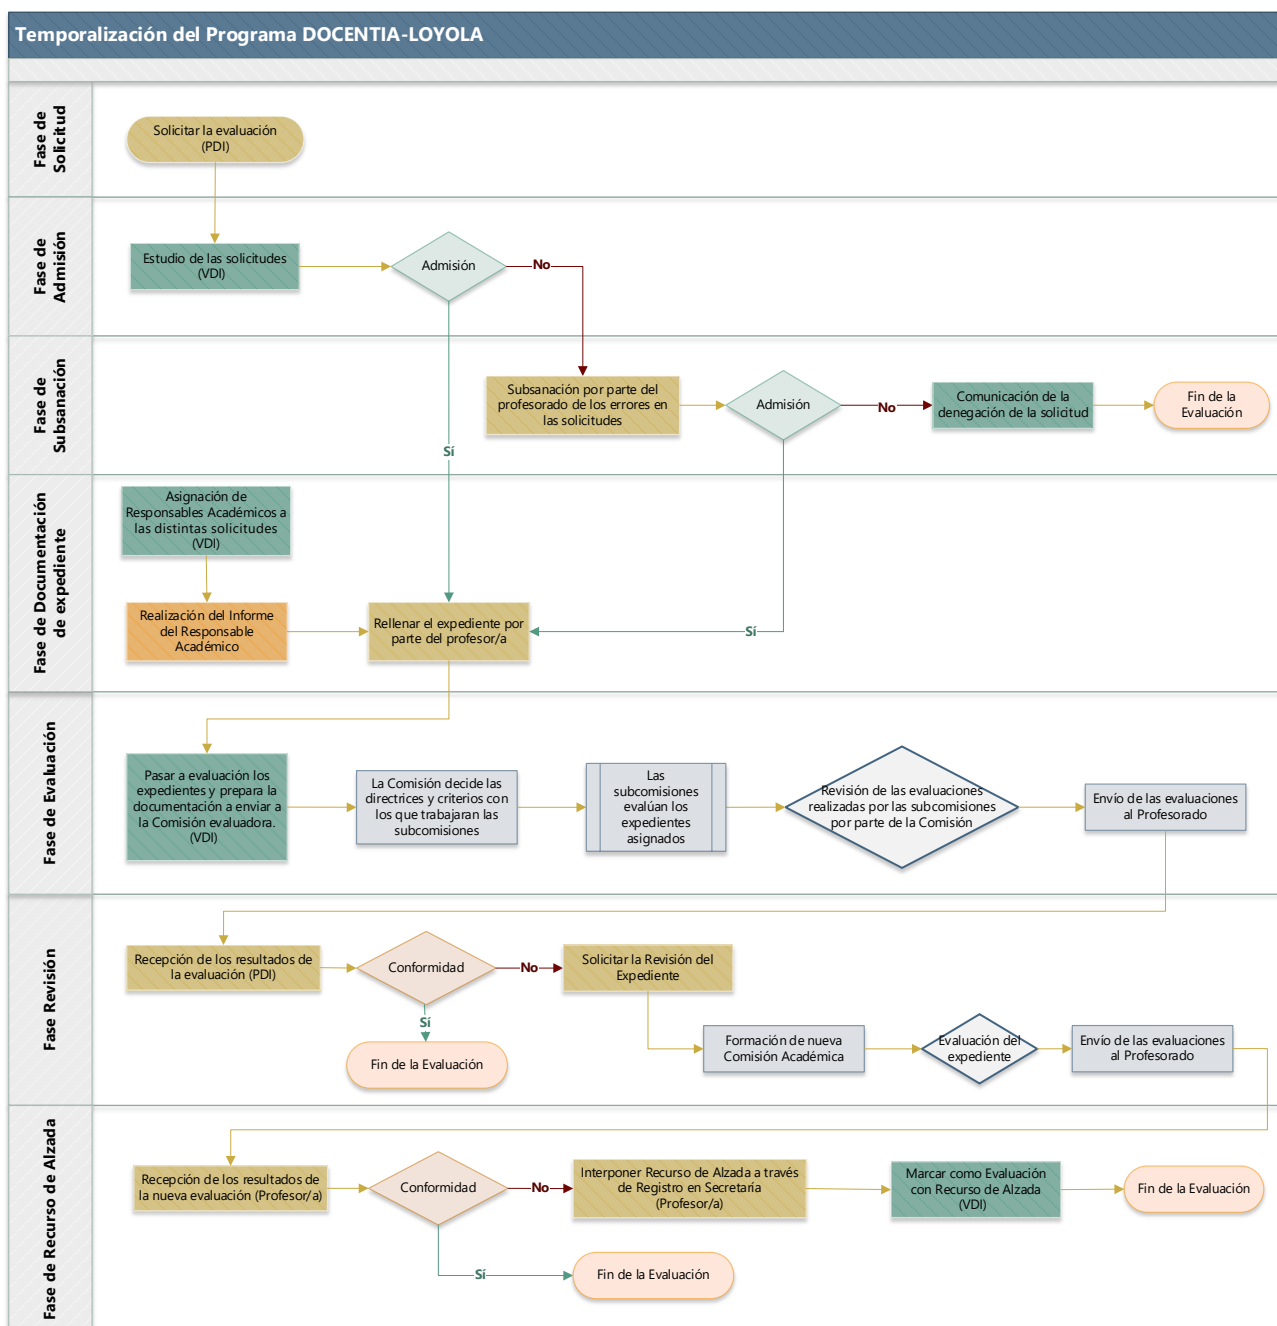 Temporalización del Programa DOCENTIA-LOYOLA
Fase de
Solicitud
Solicitar la evaluación
(PDI)
Fase de
Admisión
Estudio de las solicitudes
(VDI)
Admisión
No
Sí
Fase de
Subsanación
Subsanación por parte del
profesorado de los errores en
las solicitudes
Admisión
No
Comunicación de la
denegación de la solicitud
Fin de la
Evaluación
Sí
Fase de Documentación
de expediente
Asignación de
Responsables Académicos a
las distintas solicitudes
(VDI)
Realización del Informe
del Responsable
Académico
Rellenar el expediente por
parte del profesor/a
Fase de Evaluación
Pasar a evaluación los
expedientes y prepara la
documentación a enviar a
la Comisión evaluadora.
(VDI)
La Comisión decide las
directrices y criterios con
los que trabajaran las
subcomisiones
Las
subcomisiones
evalúan los
expedientes
asignados
Revisión de las evaluaciones
realizadas por las subcomisiones
por parte de la Comisión
Envío de las evaluaciones
al Profesorado
Fase Revisión
Recepción de los resultados de
la evaluación (PDI)
Conformidad
No
Solicitar la Revisión del
Expediente
Sí
Fin de la Evaluación
Formación de nueva
Comisión Académica
Evaluación del
expediente
Envío de las evaluaciones
al Profesorado
Fase de Recurso de Alzada
Recepción de los resultados de
la nueva evaluación (Profesor/a)
Conformidad
No
Interponer Recurso de Alzada a través
de Registro en Secretaría
(Profesor/a)
Marcar como Evaluación
con Recurso de Alzada
(VDI)
Fin de la Evaluación
Sí
Fin de la Evaluación